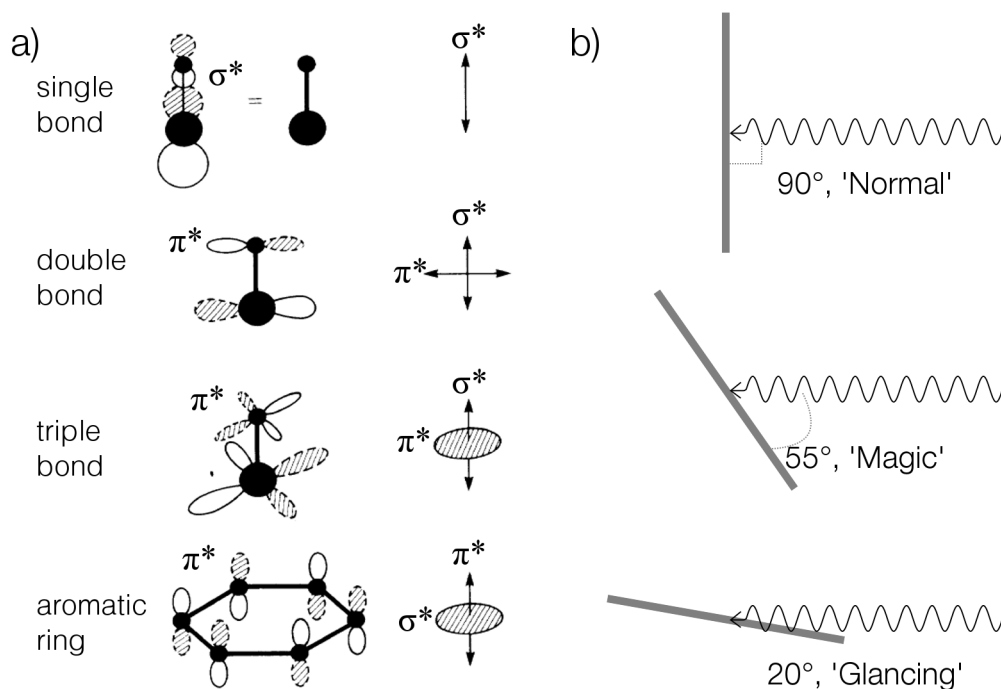 a)
single
bond
σ*
=
σ*
double
bond
π*
σ*
π*
triple
bond
π*
σ*
π*
aromatic
ring
π*
π*
σ*
b)
90°, 'Normal'
55°, 'Magic'
20°, 'Glancing'